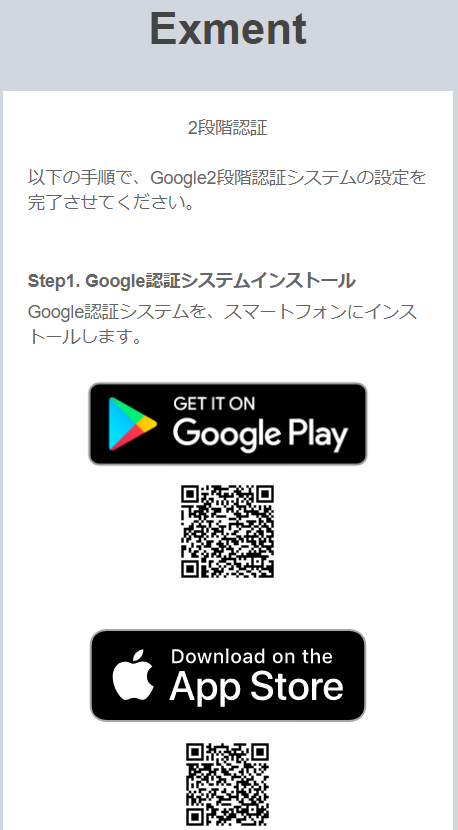 Exment
2段階認証
以下の手順で、Google2段階認証システムの設定を
完了させてください。
Step1. Google認証システムインストール
Google認証システムを、スマートフォンにインス
トールします。
GET IT ON
Google Play
Download on the
App Store